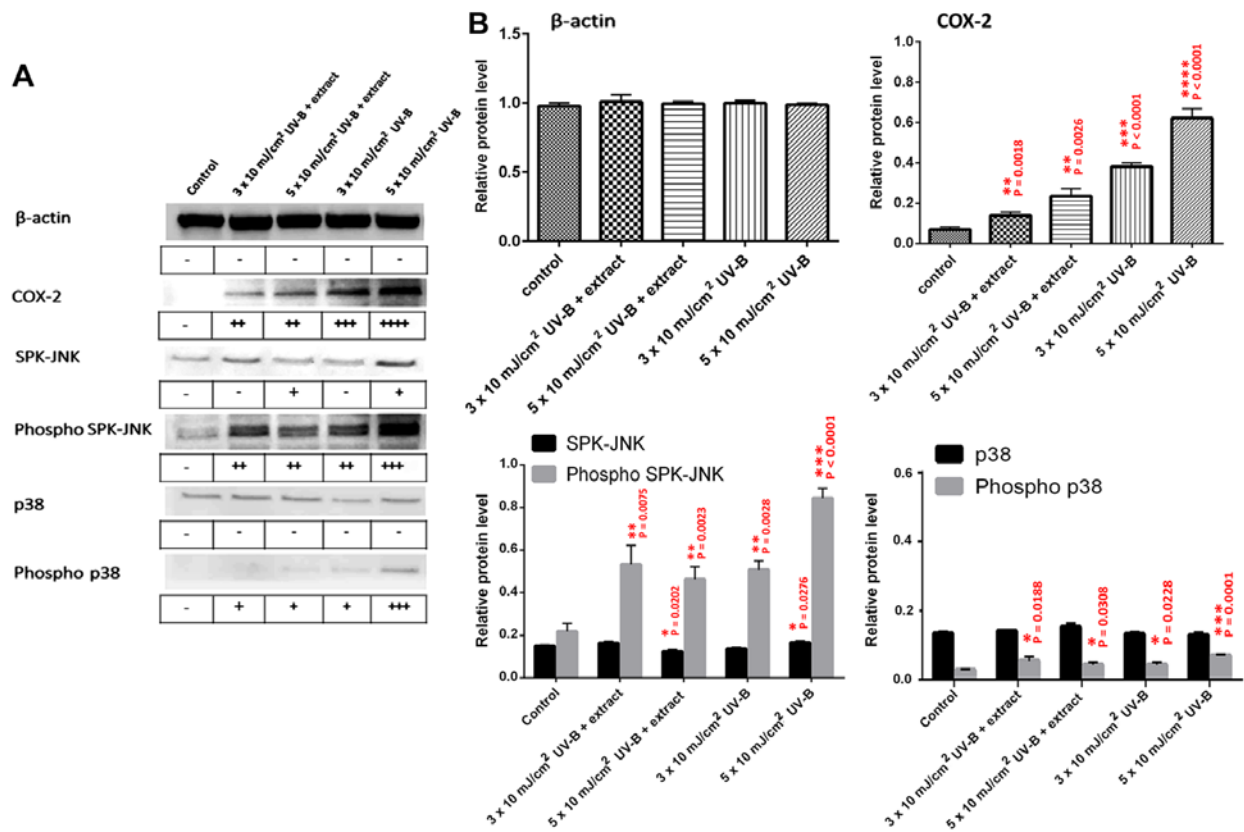 A
Control
3 x 10 mJ/cm² UV-B + extract
5 x 10 mJ/cm² UV-B + extract
3 x 10 mJ/cm² UV-B
5 x 10 mJ/cm² UV-B
β-actin
- - - - -
COX-2
- ++ ++ +++ ++++
SPK-JNK
- - + - +
Phospho SPK-JNK
- ++ ++ ++ +++
p38
- - - - -
Phospho p38
- + + + +++
B
β-actin
Relative protein level
1.5
1.0
0.5
0.0
control
3 x 10 mJ/cm² UV-B + extract
5 x 10 mJ/cm² UV-B + extract
3 x 10 mJ/cm² UV-B
5 x 10 mJ/cm² UV-B
COX-2
Relative protein level
1.0
0.8
0.6
0.4
0.2
0.0
** P = 0.0018
** P = 0.0026
*** P < 0.0001
**** P < 0.0001
control
3 x 10 mJ/cm² UV-B + extract
5 x 10 mJ/cm² UV-B + extract
3 x 10 mJ/cm² UV-B
5 x 10 mJ/cm² UV-B
SPK-JNK
Phospho SPK-JNK
Relative protein level
1.0
0.8
0.6
0.4
0.2
0.0
** P = 0.0075
* P = 0.0202
** P = 0.0023
** P = 0.0028
* P = 0.0276
*** P < 0.0001
Control
3 x 10 mJ/cm² UV-B + extract
5 x 10 mJ/cm² UV-B + extract
3 x 10 mJ/cm² UV-B
5 x 10 mJ/cm² UV-B
p38
Phospho p38
Relative protein level
0.6
0.4
0.2
0.0
* P = 0.0188
* P = 0.0308
* P = 0.0228
*** P = 0.0001
Control
3 x 10 mJ/cm² UV-B + extract
5 x 10 mJ/cm² UV-B + extract
3 x 10 mJ/cm² UV-B
5 x 10 mJ/cm² UV-B